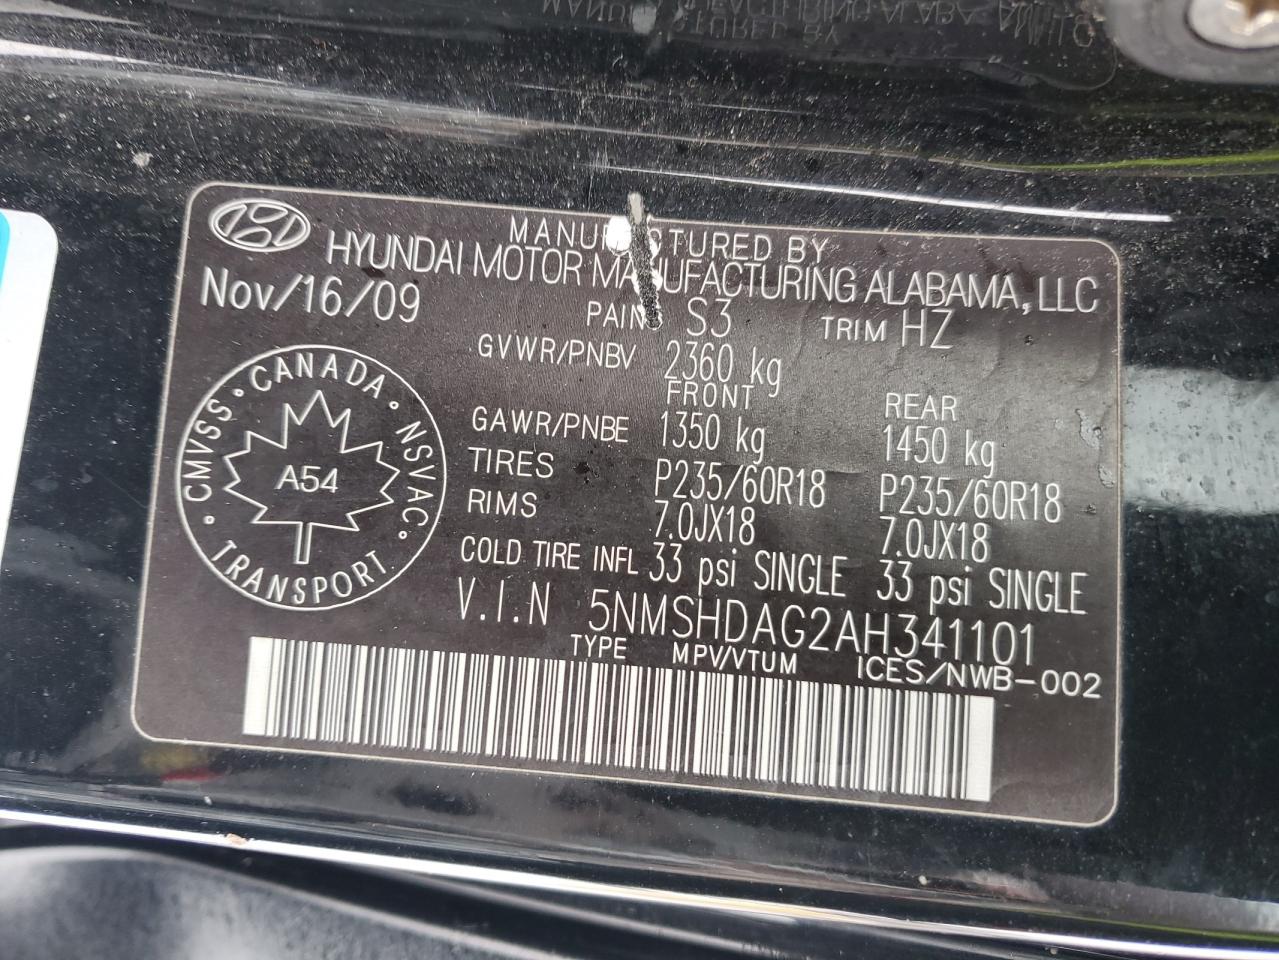 MANUFACTURED BY
HYUNDAI MOTOR MANUFACTURING ALABAMA, LLC
Nov/16/09
PAINT S3 TRIM HZ
GVWR/PNBV 2360 kg
FRONT REAR
GAWR/PNBE 1350 kg 1450 kg
TIRES P235/60R18 P235/60R18
RIMS 7.0JX18 7.0JX18
COLD TIRE INFL 33 psi SINGLE 33 psi SINGLE
V.I.N 5NMSHDAG2AH341101
TYPE MPV/VTUM ICES/NWB-002
CMVSS · CANADA · NSVAC · TRANSPORT
A54